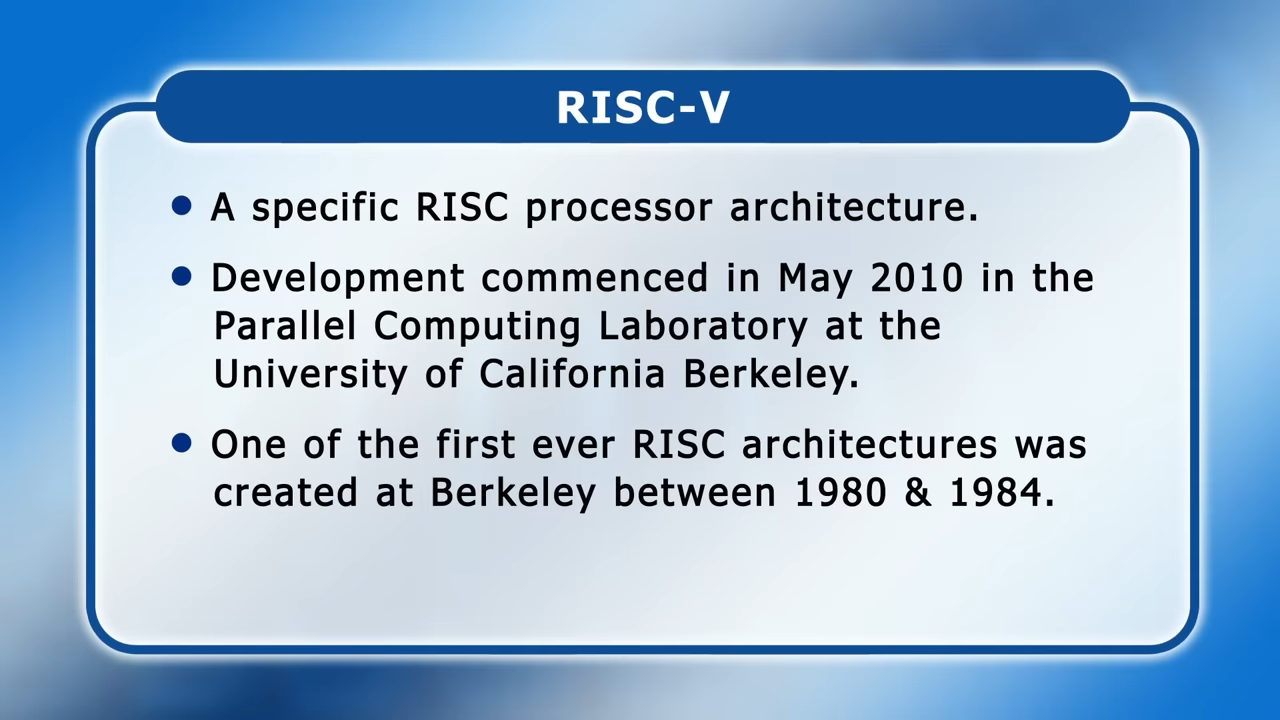 RISC-V
• A specific RISC processor architecture.
• Development commenced in May 2010 in the
Parallel Computing Laboratory at the
University of California Berkeley.
• One of the first ever RISC architectures was
created at Berkeley between 1980 & 1984.